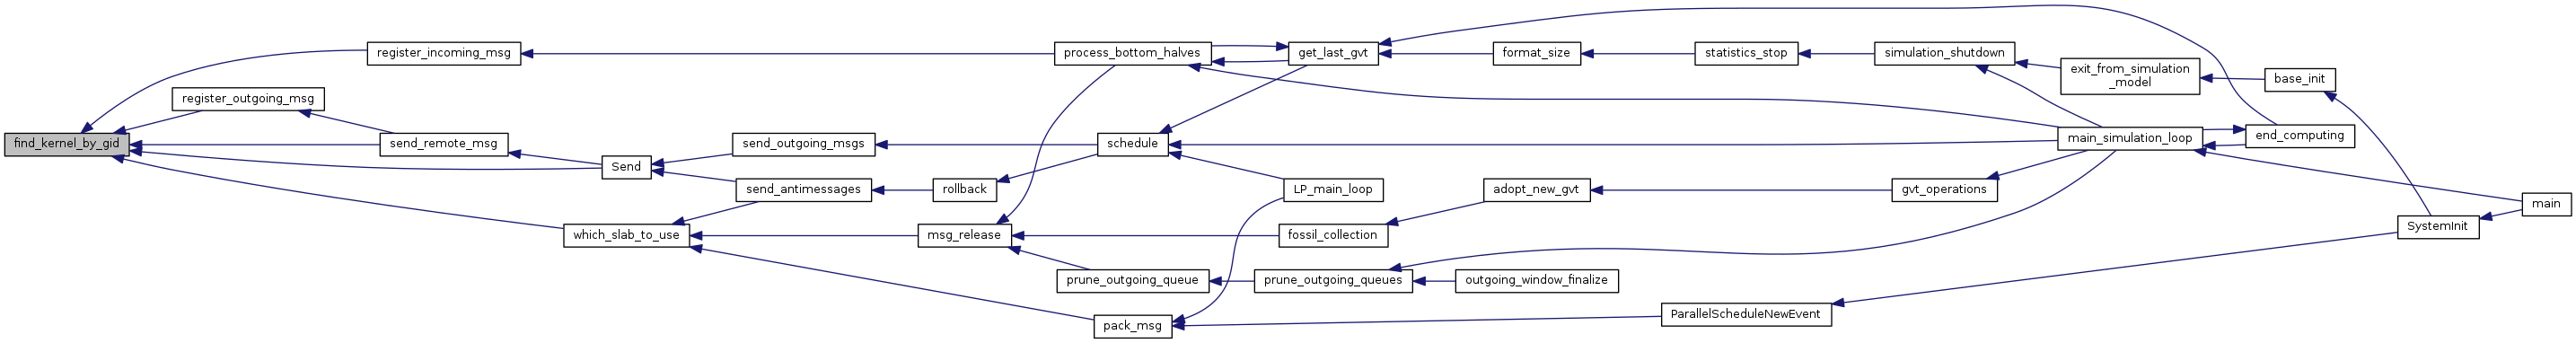 find_kernel_by_gid
register_incoming_msg
register_outgoing_msg
send_remote_msg
Send
which_slab_to_use
send_outgoing_msgs
send_antimessages
rollback
msg_release
process_bottom_halves
schedule
prune_outgoing_queue
pack_msg
get_last_gvt
LP_main_loop
fossil_collection
prune_outgoing_queues
format_size
adopt_new_gvt
outgoing_window_finalize
statistics_stop
ParallelScheduleNewEvent
simulation_shutdown
gvt_operations
exit_from_simulation
_model
main_simulation_loop
base_init
end_computing
SystemInit
main